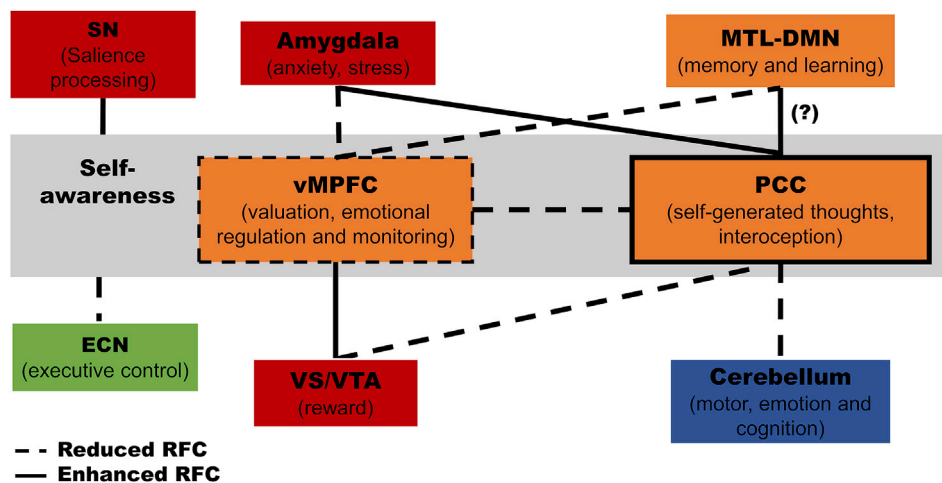 SN
(Salience
processing)
Amygdala
(anxiety, stress)
MTL-DMN
(memory and learning)
(?)
Self-
awareness
vMPFC
(valuation, emotional
regulation and monitoring)
PCC
(self-generated thoughts,
interoception)
ECN
(executive control)
VS/VTA
(reward)
Cerebellum
(motor, emotion and
cognition)
Reduced RFC
Enhanced RFC